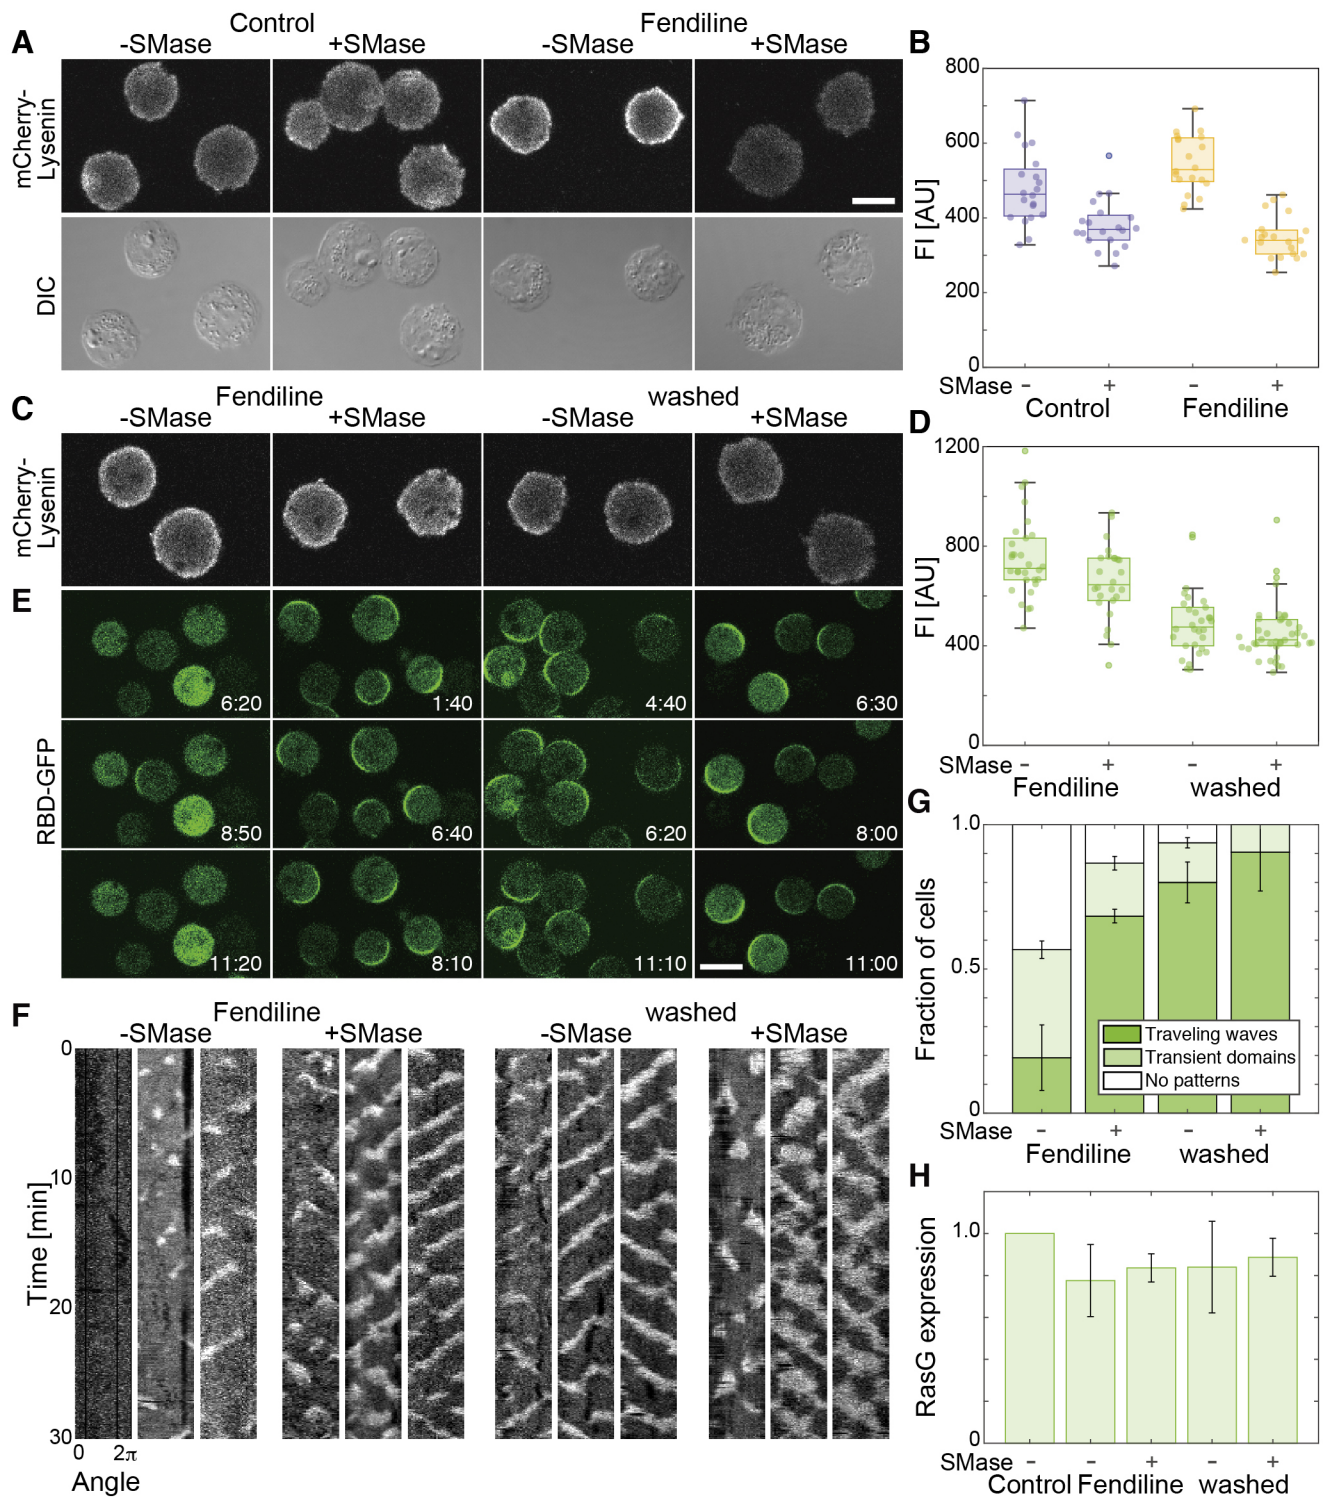 A
Control
Fendiline
-SMase
+SMase
-SMase
+SMase
mCherry-
Lysenin
DIC
B
800
600
400
200
0
FI [AU]
SMase - + - +
Control Fendiline
C
Fendiline
washed
-SMase
+SMase
-SMase
+SMase
mCherry-
Lysenin
D
1200
800
400
0
FI [AU]
SMase - + - +
Fendiline washed
E
RBD-GFP
6:20
1:40
4:40
6:30
8:50
6:40
6:20
8:00
11:20
8:10
11:10
11:00
F
Fendiline
washed
-SMase
+SMase
-SMase
+SMase
0
10
20
30
Time [min]
0 2π
Angle
G
1.0
0.5
0
Fraction of cells
Traveling waves
Transient domains
No patterns
SMase - + - +
Fendiline washed
H
1.0
0
RasG expression
SMase - - + - +
Control Fendiline washed